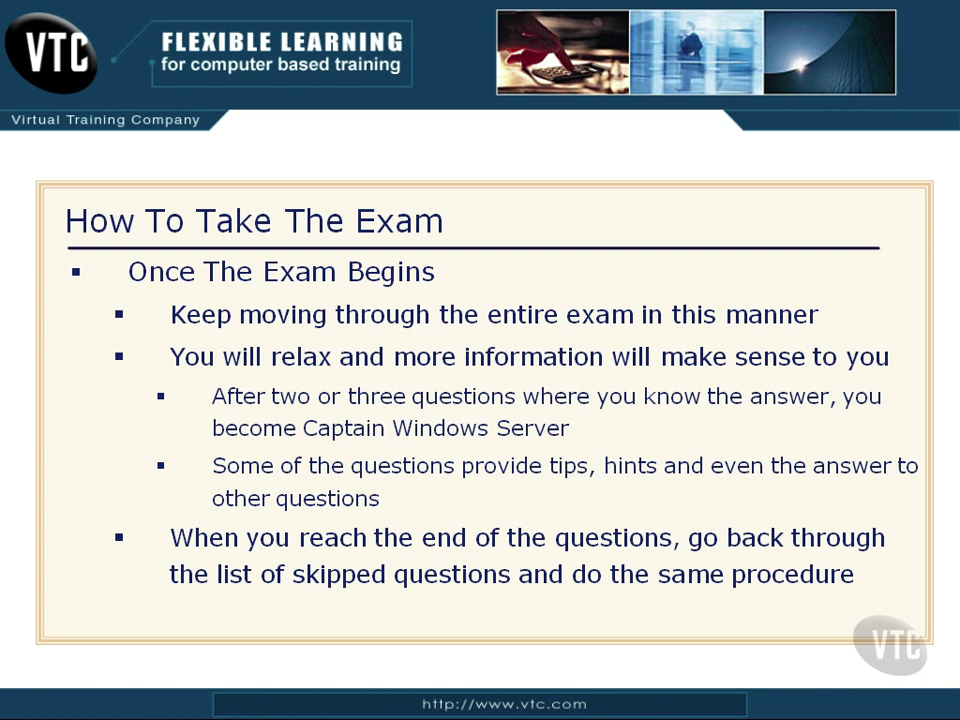 VTC
FLEXIBLE LEARNING
for computer based training
Virtual Training Company
How To Take The Exam
▪ Once The Exam Begins
▪ Keep moving through the entire exam in this manner
▪ You will relax and more information will make sense to you
▪ After two or three questions where you know the answer, you
become Captain Windows Server
▪ Some of the questions provide tips, hints and even the answer to
other questions
▪ When you reach the end of the questions, go back through
the list of skipped questions and do the same procedure
VTC
http://www.vtc.com